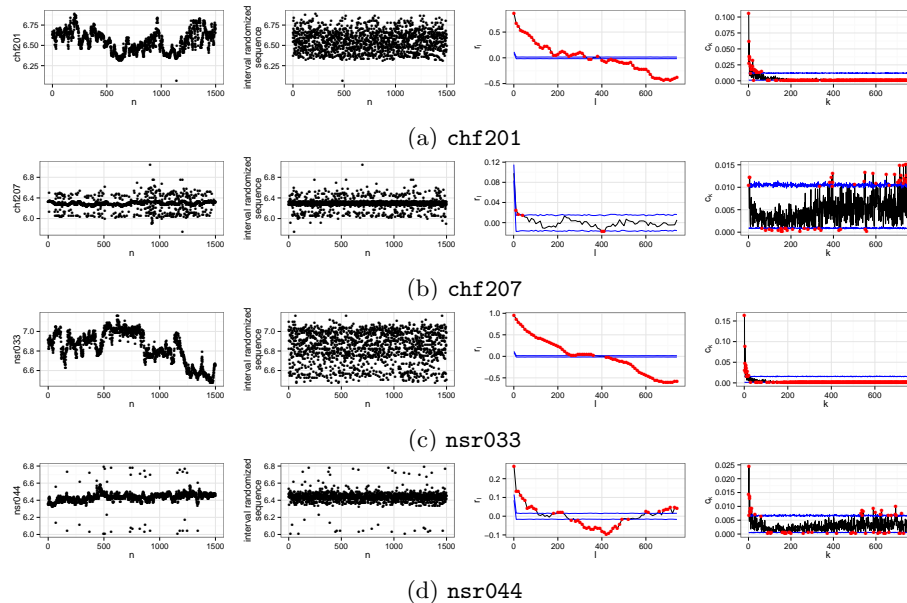 chf201
6.75
6.50
6.25
0 500 1000 1500
n
interval randomized
sequence
6.75
6.50
6.25
0 500 1000 1500
n
r_l
0.5
0.0
-0.5
0 200 400 600
l
c_k
0.100
0.075
0.050
0.025
0.000
0 200 400 600
k
(a) chf201
chf207
6.4
6.0
0 500 1000 1500
n
interval randomized
sequence
6.4
6.0
0 500 1000 1500
n
r_l
0.12
0.08
0.04
0.00
0 200 400 600
l
c_k
0.015
0.010
0.005
0.000
0 200 400 600
k
(b) chf207
nsr033
7.0
6.8
6.6
0 500 1000 1500
n
interval randomized
sequence
7.0
6.8
6.6
0 500 1000 1500
n
r_l
1.0
0.5
0.0
-0.5
0 200 400 600
l
c_k
0.15
0.10
0.05
0.00
0 200 400 600
k
(c) nsr033
nsr044
6.8
6.6
6.4
6.2
6.0
0 500 1000 1500
n
interval randomized
sequence
6.8
6.6
6.4
6.2
6.0
0 500 1000 1500
n
r_l
0.2
0.1
0.0
-0.1
0 200 400 600
l
c_k
0.025
0.020
0.015
0.010
0.005
0.000
0 200 400 600
k
(d) nsr044